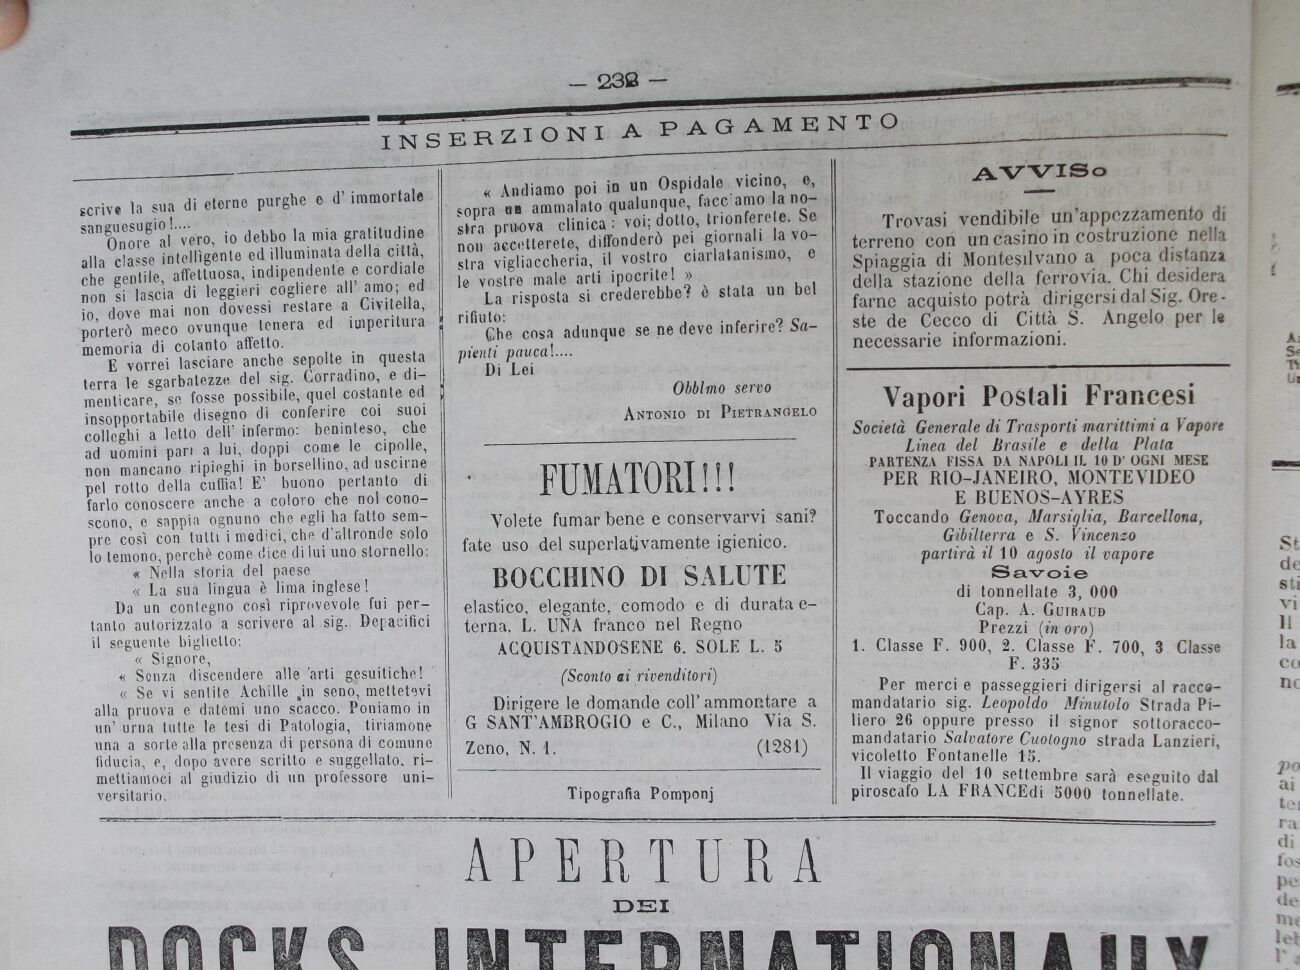 — 238 —
INSERZIONI A PAGAMENTO
scrive la sua di eterne purghe e d' immortale
sanguesugio!....
Onore al vero, io debbo la mia gratitudine
alla classe intelligente ed illuminata della città,
che gentile, affettuosa, indipendente e cordiale
non si lascia di leggieri cogliere all' amo; ed
io, dove mai non dovessi restare a Civitella,
porterò meco ovunque tenera ed imperitura
memoria di cotanto affetto.
E vorrei lasciare anche sepolte in questa
terra le sgarbatezze del sig. Corradino, e di-
menticare, se fosse possibile, quel costante ed
insopportabile disegno di conferire coi suoi
colleghi a letto dell' infermo: beninteso, che
ad uomini pari a lui, doppi come le cipolle,
non mancano ripieghi in borsellino, ad uscirne
pel rotto della cuffia! E' buono pertanto di
farlo conoscere anche a coloro che nol cono-
scono, e sappia ognuno che egli ha fatto sem-
pre così con tutti i medici, che d'altronde solo
lo temono, perchè come dice di lui uno stornello:
« Nella storia del paese
« La sua lingua è lima inglese!
Da un contegno così riprovevole fui per-
tanto autorizzato a scrivere al sig. Depacifici
il seguente biglietto:
« Signore,
« Senza discendere alle arti gesuitiche!
« Se vi sentite Achille in seno, mettetevi
alla pruova e datemi uno scacco. Poniamo in
un' urna tutte le tesi di Patologia, tiriamone
una a sorte alla presenza di persona di comune
fiducia, e, dopo avere scritto e suggellato, ri-
mettiamoci al giudizio di un professore uni-
versitario.
« Andiamo poi in un Ospidale vicino, e,
sopra un ammalato qualunque, facc'amo la no-
stra pruova clinica: voi; dotto, trionferete. Se
non accetterete, diffonderò pei giornali la vo-
stra vigliaccheria, il vostro ciarlatanismo, e
le vostre male arti ipocrite! »
La risposta si crederebbe? è stata un bel
rifiuto:
Che cosa adunque se ne deve inferire? Sa-
pienti pauca!....
Di Lei
Obblmo servo
ANTONIO DI PIETRANGELO
FUMATORI!!!
Volete fumar bene e conservarvi sani?
fate uso del superlativamente igienico.
BOCCHINO DI SALUTE
elastico, elegante, comodo e di durata e-
terna. L. UNA franco nel Regno
ACQUISTANDOSENE 6. SOLE L. 5
(Sconto ai rivenditori)
Dirigere le domande coll' ammontare a
G SANT'AMBROGIO e C., Milano Via S.
Zeno, N. 1. (1281)
Tipografia Pomponj
AVVISO
Trovasi vendibile un'appezzamento di
terreno con un casino in costruzione nella
Spiaggia di Montesilvano a poca distanza
della stazione della ferrovia. Chi desidera
farne acquisto potrà dirigersi dal Sig. Ore-
ste de Cecco di Città S. Angelo per le
necessarie informazioni.
Vapori Postali Francesi
Società Generale di Trasporti marittimi a Vapore
Linea del Brasile e della Plata
PARTENZA FISSA DA NAPOLI IL 10 D' OGNI MESE
PER RIO-JANEIRO, MONTEVIDEO
E BUENOS-AYRES
Toccando Genova, Marsiglia, Barcellona,
Gibilterra e S. Vincenzo
partirà il 10 agosto il vapore
Savoie
di tonnellate 3, 000
Cap. A. GUIRAUD
Prezzi (in oro)
1. Classe F. 900, 2. Classe F. 700, 3 Classe
F. 335
Per merci e passeggieri dirigersi al racco-
mandatario sig. Leopoldo Minutolo Strada Pi-
liero 26 oppure presso il signor sottoracco-
mandatario Salvatore Cuotogno strada Lanzieri,
vicoletto Fontanelle 15.
Il viaggio del 10 settembre sarà eseguito dal
piroscafo LA FRANCE di 5000 tonnellate.
APERTURA
DEI
DOCKS INTERNATIONAUX